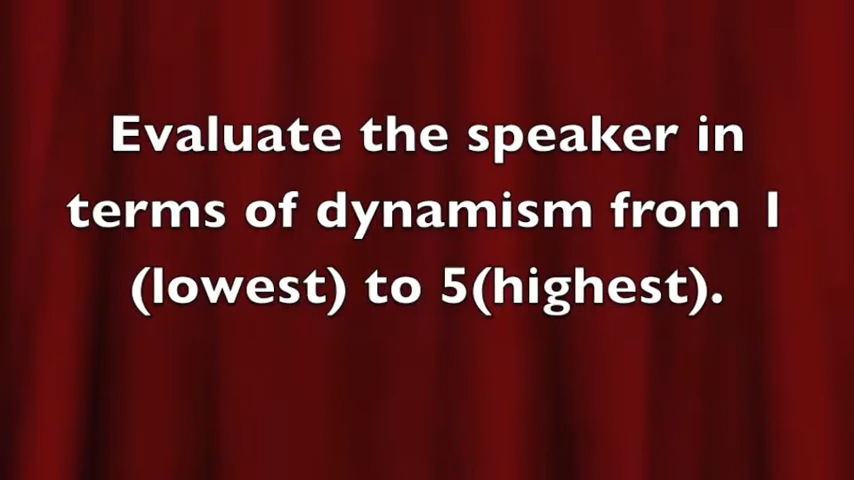 Evaluate the speaker in
terms of dynamism from 1
(lowest) to 5(highest).